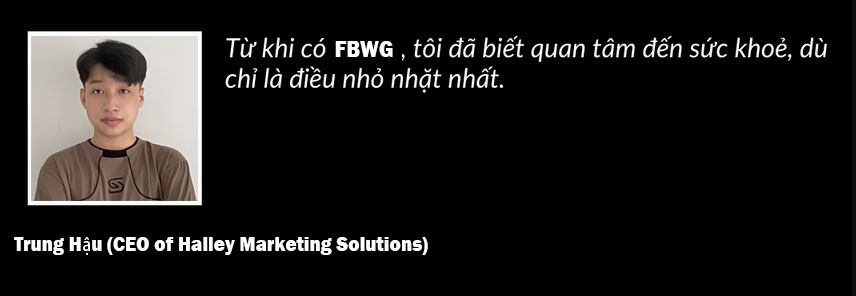 Từ khi có FBWG , tôi đã biết quan tâm đến sức khoẻ, dù
chỉ là điều nhỏ nhặt nhất.
Trung Hậu (CEO of Halley Marketing Solutions)